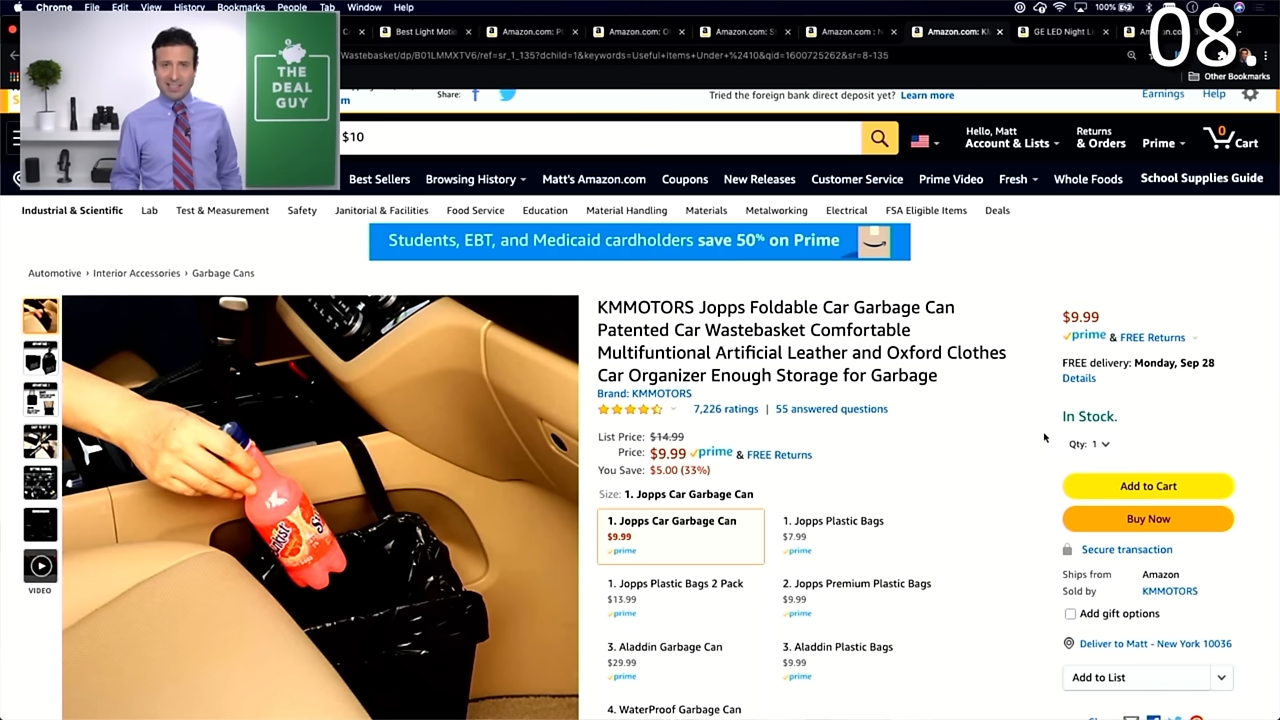 Chrome File Edit View History Bookmarks People Tab Window Help
100%
08
Best Light Motio
Amazon.com: P
Amazon.com: O
Amazon.com: S
Amazon.com: N
Amazon.com: K
GE LED Night Li
Amazon.com
Wastebasket/dp/B01LMMXTV6/ref=sr_1_135?dchild=1&keywords=Useful+Items+Under+%2410&qid=1600725262&sr=8-135
Other Bookmarks
THE
DEAL
GUY
m
Share:
Tried the foreign bank direct deposit yet? Learn more
Earnings Help
$10
Hello, Matt
Account & Lists
Returns
& Orders
Prime
0
Cart
Best Sellers Browsing History Matt's Amazon.com Coupons New Releases Customer Service Prime Video Fresh Whole Foods School Supplies Guide
Industrial & Scientific Lab Test & Measurement Safety Janitorial & Facilities Food Service Education Material Handling Materials Metalworking Electrical FSA Eligible Items Deals
Students, EBT, and Medicaid cardholders save 50% on Prime
Automotive › Interior Accessories › Garbage Cans
VIDEO
KMMOTORS Jopps Foldable Car Garbage Can
Patented Car Wastebasket Comfortable
Multifuntional Artificial Leather and Oxford Clothes
Car Organizer Enough Storage for Garbage
Brand: KMMOTORS
7,226 ratings | 55 answered questions
List Price: $14.99
Price: $9.99 prime & FREE Returns
You Save: $5.00 (33%)
Size: 1. Jopps Car Garbage Can
1. Jopps Car Garbage Can
$9.99
prime
1. Jopps Plastic Bags
$7.99
prime
1. Jopps Plastic Bags 2 Pack
$13.99
prime
2. Jopps Premium Plastic Bags
$9.99
prime
3. Aladdin Garbage Can
$29.99
prime
3. Aladdin Plastic Bags
$9.99
prime
4. WaterProof Garbage Can
$9.99
prime & FREE Returns
FREE delivery: Monday, Sep 28
Details
In Stock.
Qty: 1
Add to Cart
Buy Now
Secure transaction
Ships from Amazon
Sold by KMMOTORS
Add gift options
Deliver to Matt - New York 10036
Add to List